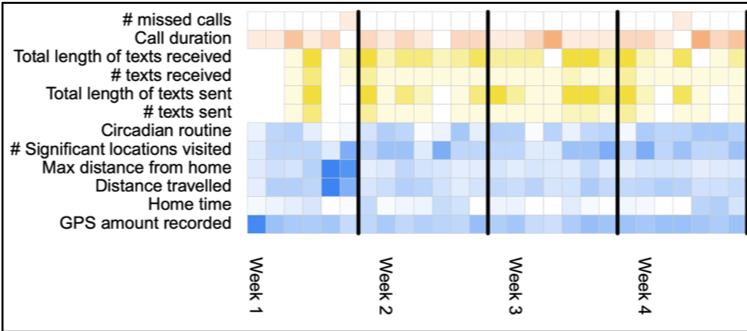 # missed calls
Call duration
Total length of texts received
# texts received
Total length of texts sent
# texts sent
Circadian routine
# Significant locations visited
Max distance from home
Distance travelled
Home time
GPS amount recorded
Week 1
Week 2
Week 3
Week 4